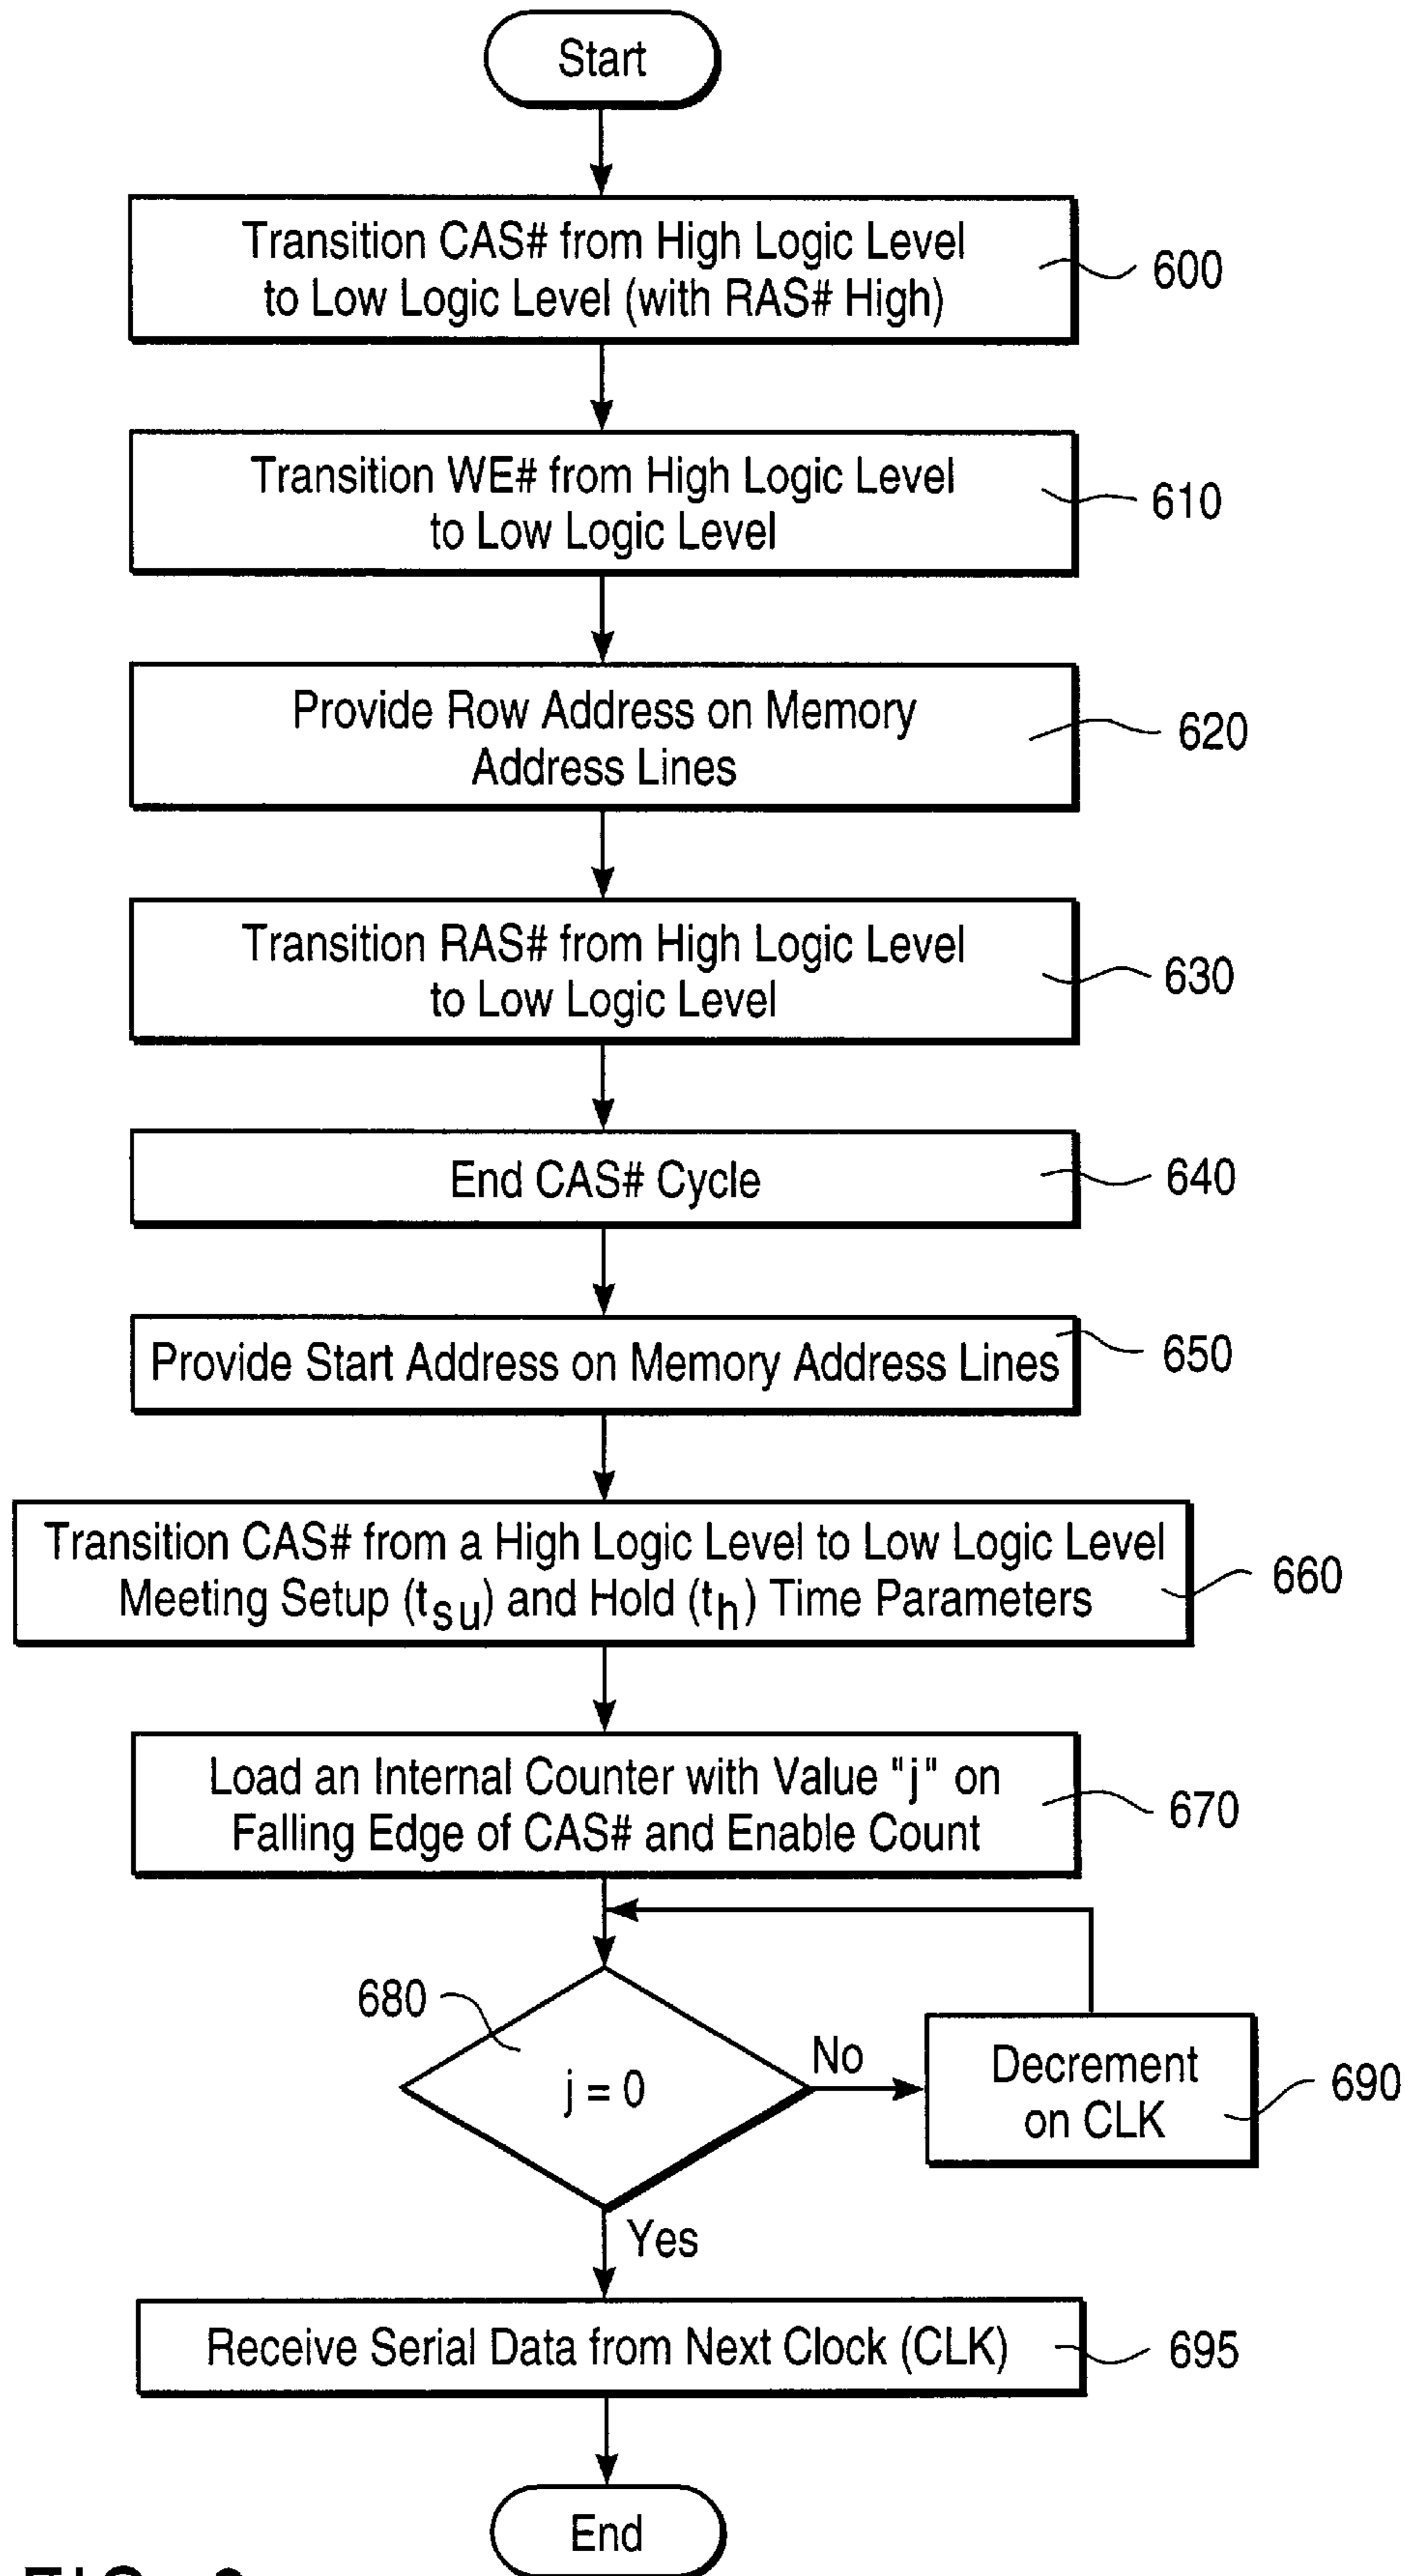 Start
Transition CAS# from High Logic Level
to Low Logic Level (with RAS# High)
600
Transition WE# from High Logic Level
to Low Logic Level
610
Provide Row Address on Memory
Address Lines
620
Transition RAS# from High Logic Level
to Low Logic Level
630
End CAS# Cycle
640
Provide Start Address on Memory Address Lines
650
Transition CAS# from a High Logic Level to Low Logic Level
Meeting Setup (tsu) and Hold (th) Time Parameters
660
Load an Internal Counter with Value "j" on
Falling Edge of CAS# and Enable Count
670
680
j = 0
No
Decrement
on CLK
690
Yes
Receive Serial Data from Next Clock (CLK)
695
End